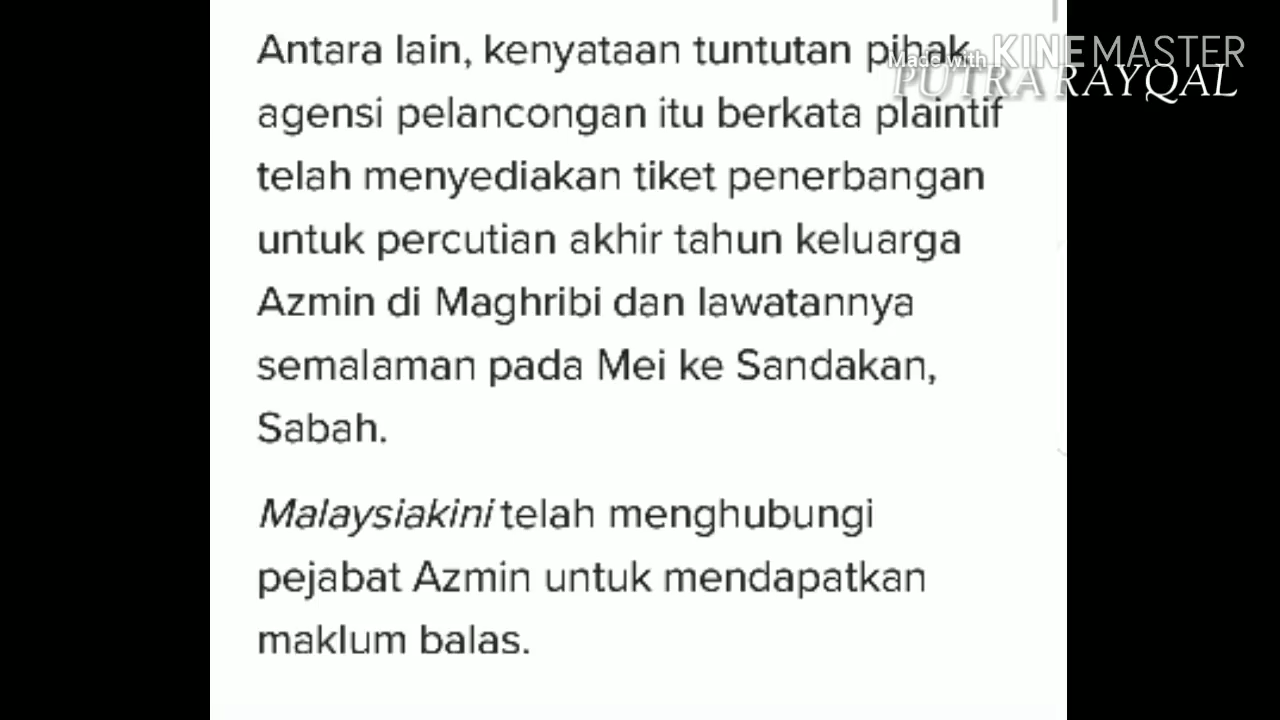 Antara lain, kenyataan tuntutan pihak
Made with KINEMASTER
PUTRA RAYQAL
agensi pelancongan itu berkata plaintif
telah menyediakan tiket penerbangan
untuk percutian akhir tahun keluarga
Azmin di Maghribi dan lawatannya
semalaman pada Mei ke Sandakan,
Sabah.
Malaysiakini telah menghubungi
pejabat Azmin untuk mendapatkan
maklum balas.